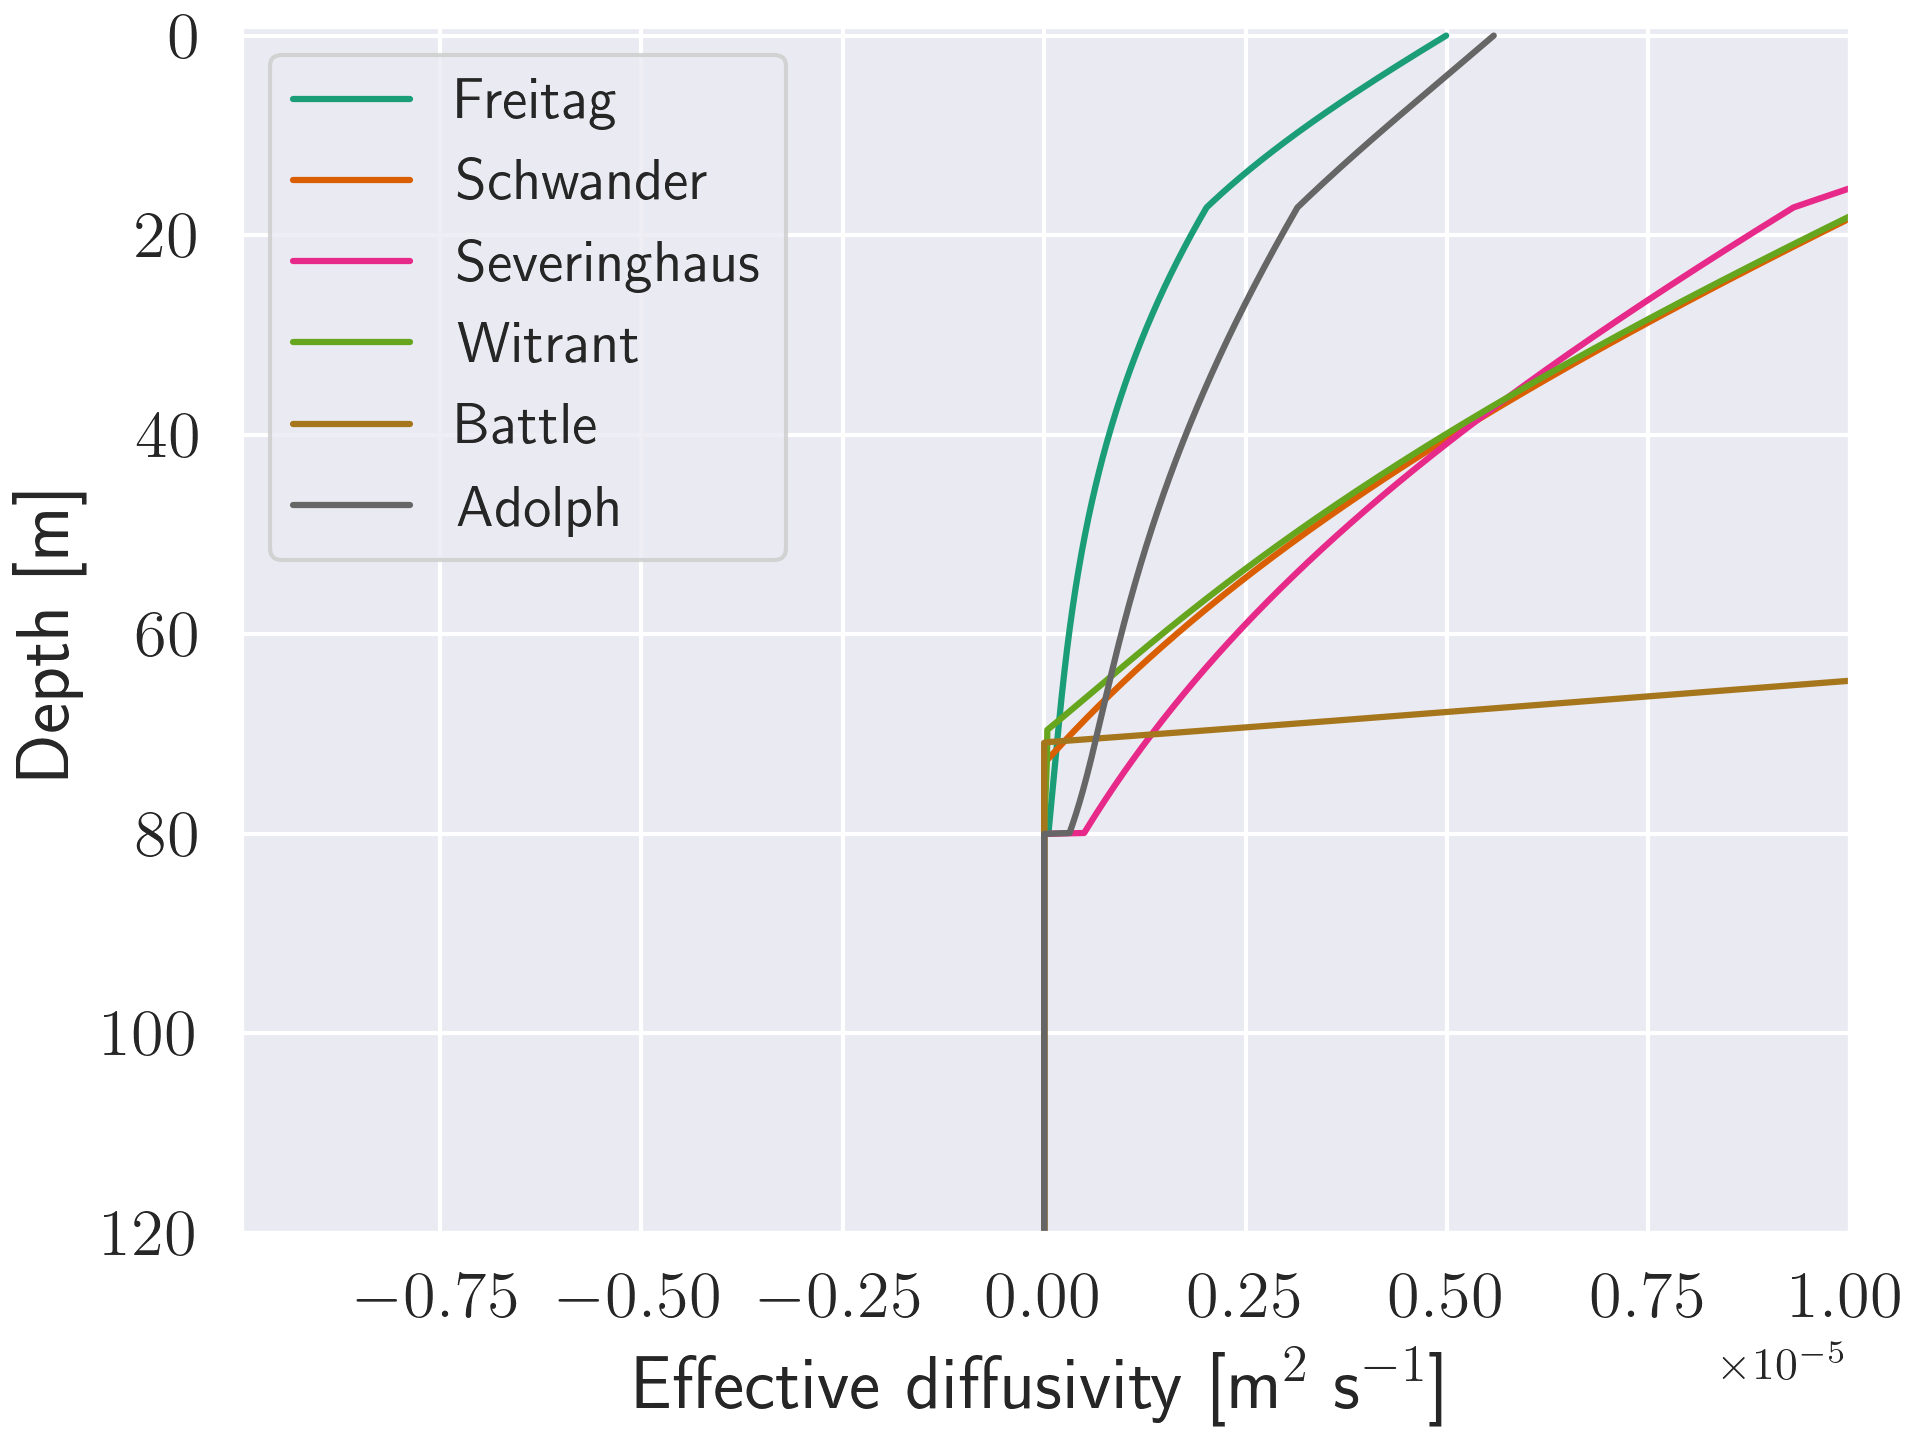 0
20
40
60
80
100
120
Depth [m]
Freitag
Schwander
Severinghaus
Witrant
Battle
Adolph
−0.75 −0.50 −0.25 0.00 0.25 0.50 0.75 1.00
×10⁻⁵
Effective diffusivity [m² s⁻¹]